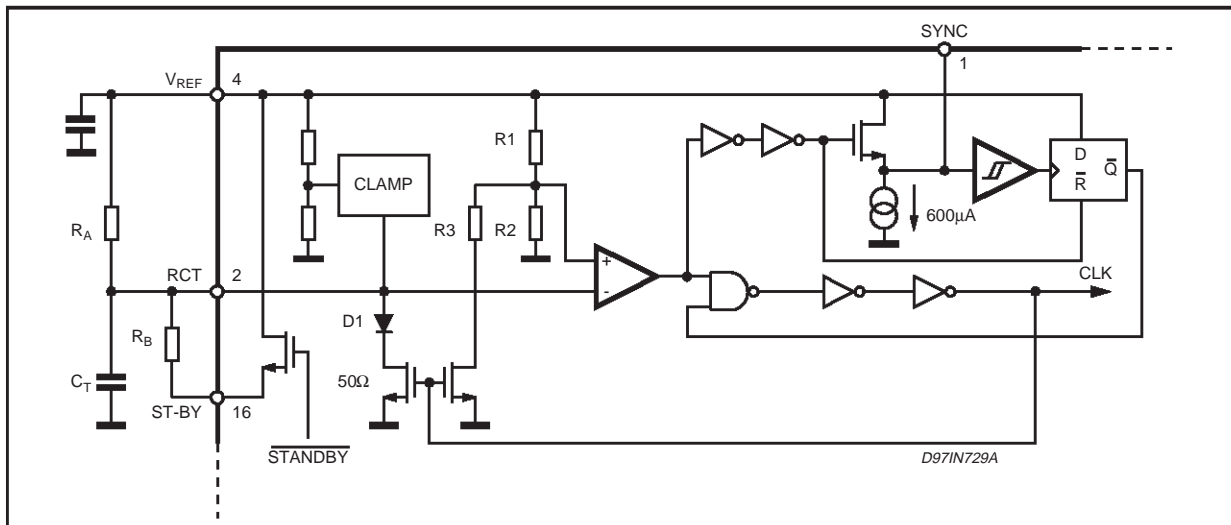 SYNC
1
VREF 4
R1
CLAMP
D
R̅
Q̅
600μA
RA
R3
R2
RCT 2
+
-
CLK
D1
RB
50Ω
CT
ST-BY 16
S̅T̅A̅N̅D̅B̅Y̅
D97IN729A